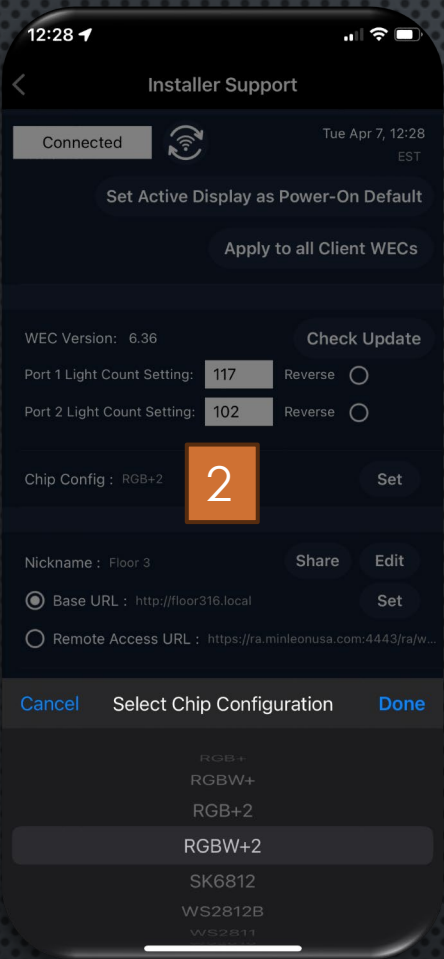 12:28
Installer Support
Connected
Tue Apr 7, 12:28
EST
Set Active Display as Power-On Default
Apply to all Client WECs
WEC Version: 6.36
Check Update
Port 1 Light Count Setting: 117 Reverse
Port 2 Light Count Setting: 102 Reverse
Chip Config : RGB+2
2
Set
Nickname : Floor 3
Share
Edit
Base URL : http://floor316.local
Set
Remote Access URL : https://ra.minleonusa.com:4443/ra/w...
Cancel
Select Chip Configuration
Done
RGB+
RGBW+
RGB+2
RGBW+2
SK6812
WS2812B
WS2811